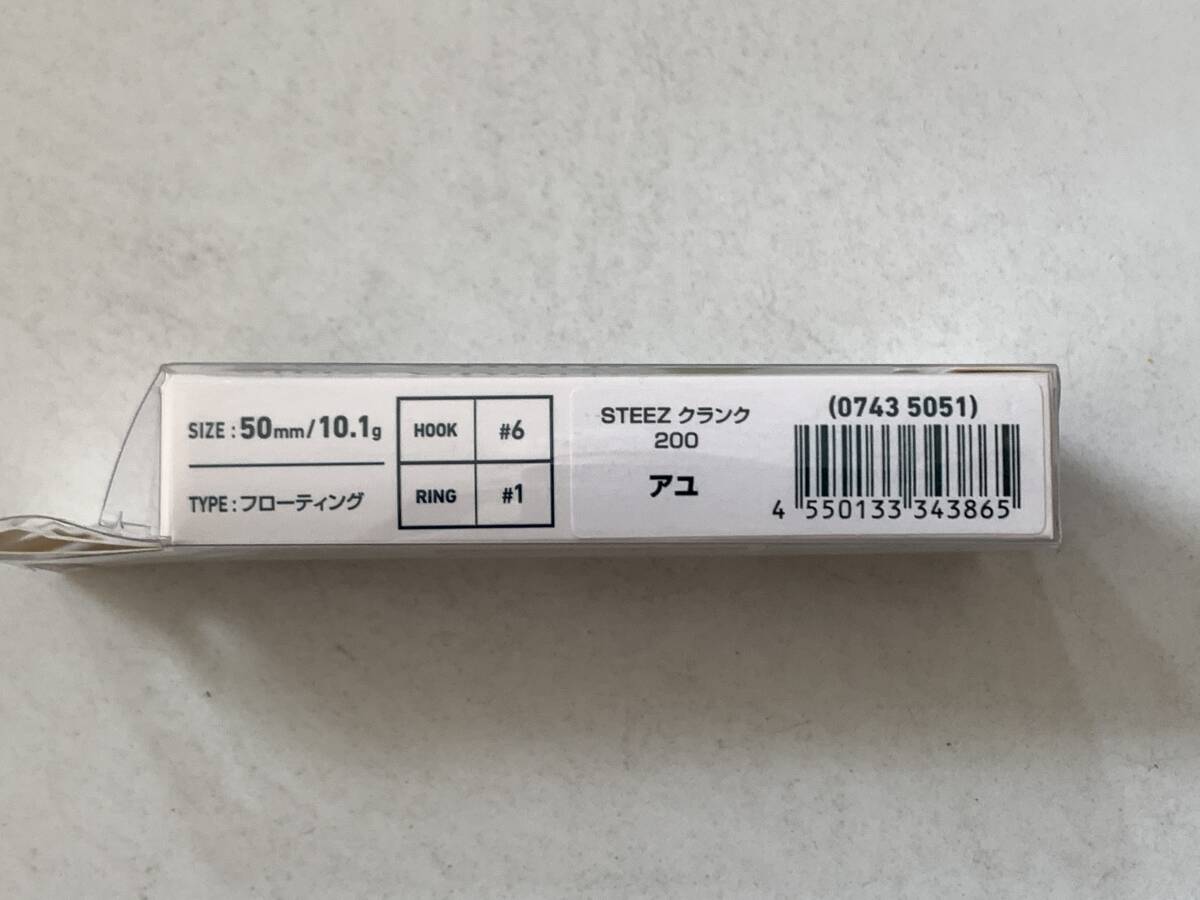 SIZE : 50mm/10.1g
TYPE : フローティング
HOOK #6
RING #1
STEEZ クランク
200
アユ
(0743 5051)
4 550133 343865